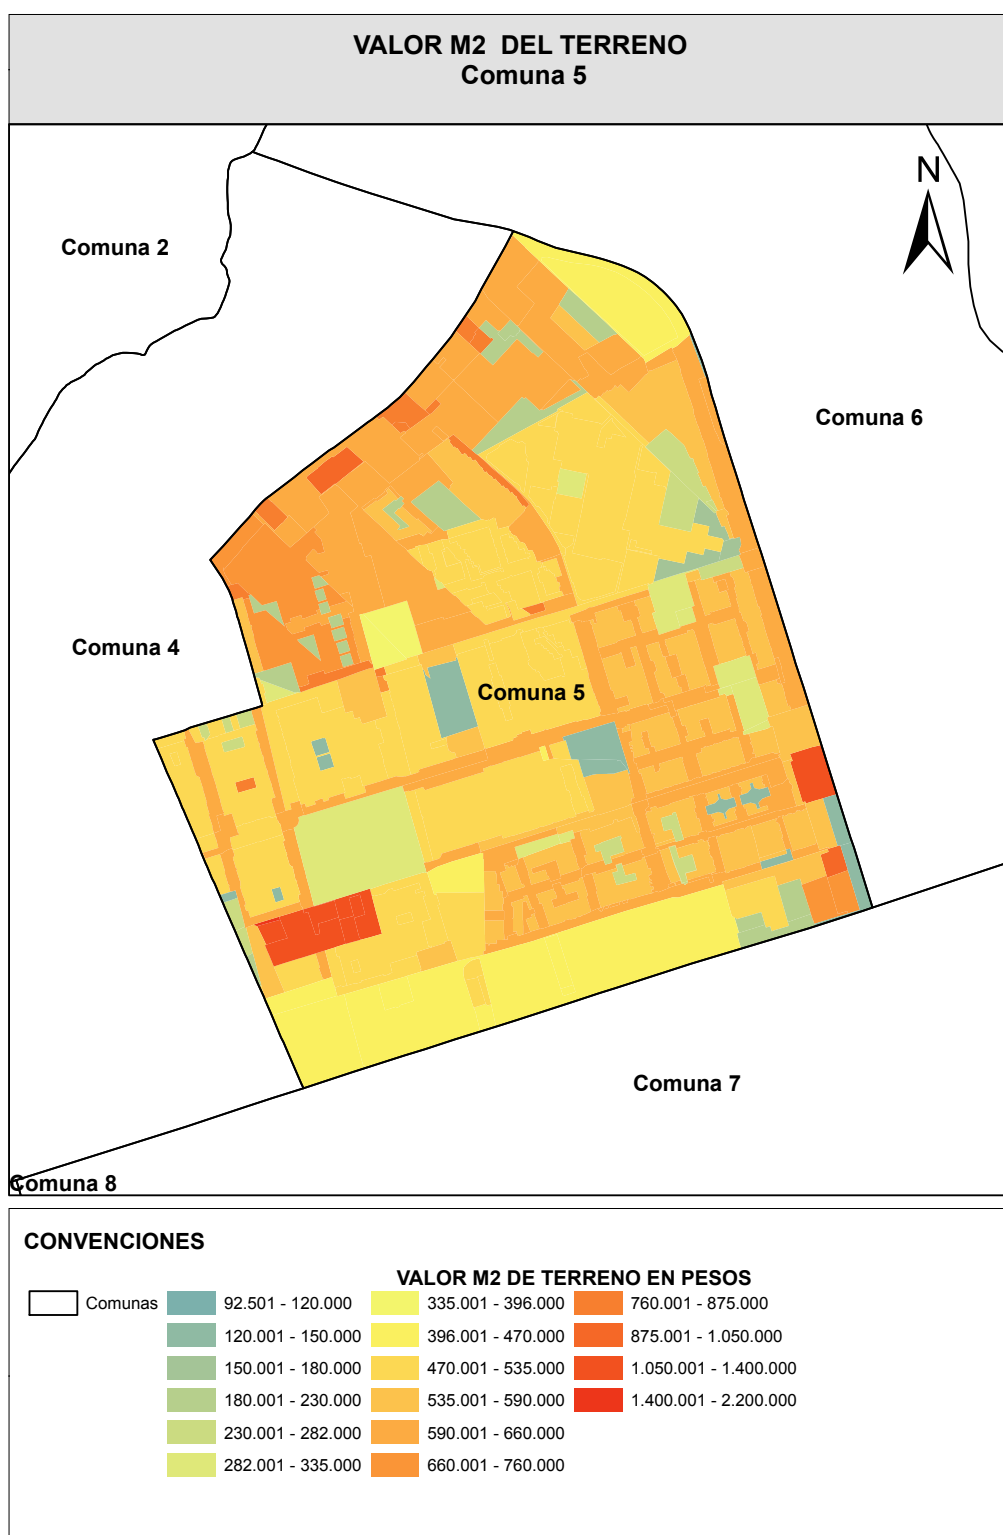 VALOR M2 DEL TERRENO
Comuna 5
N
Comuna 2
Comuna 6
Comuna 4
Comuna 5
Comuna 7
Comuna 8
CONVENCIONES
VALOR M2 DE TERRENO EN PESOS
Comunas
92.501 - 120.000
120.001 - 150.000
150.001 - 180.000
180.001 - 230.000
230.001 - 282.000
282.001 - 335.000
335.001 - 396.000
396.001 - 470.000
470.001 - 535.000
535.001 - 590.000
590.001 - 660.000
660.001 - 760.000
760.001 - 875.000
875.001 - 1.050.000
1.050.001 - 1.400.000
1.400.001 - 2.200.000